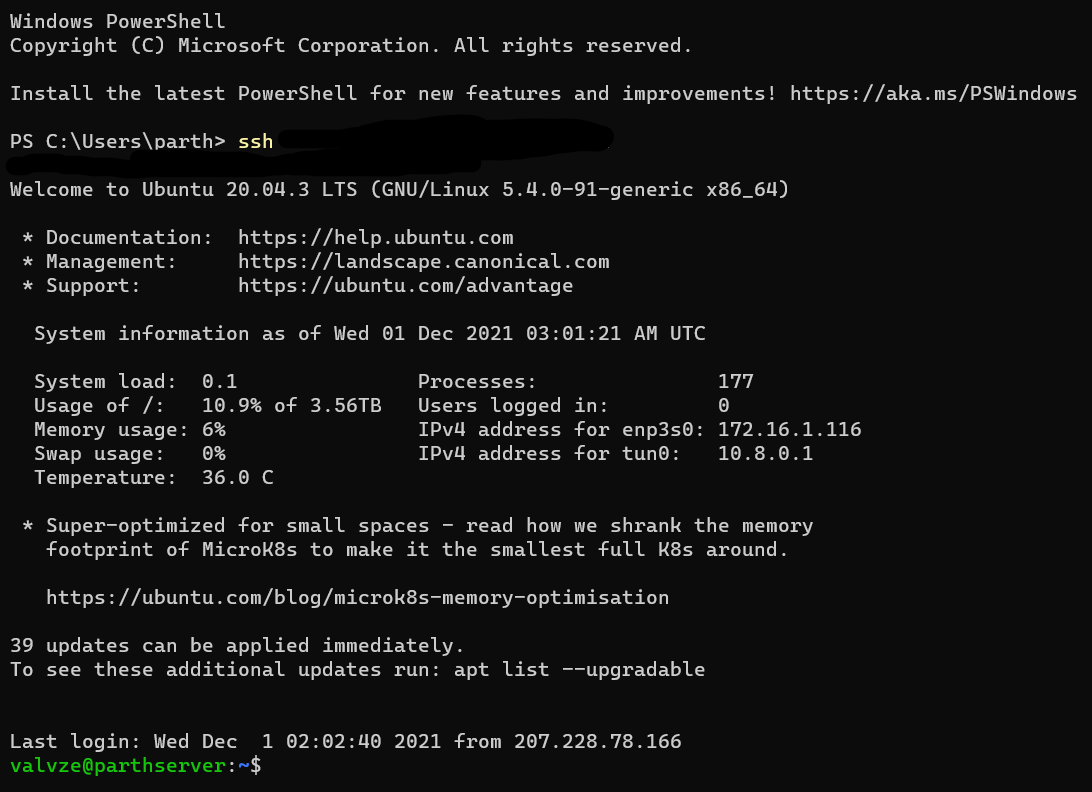 Windows PowerShell
Copyright (C) Microsoft Corporation. All rights reserved.
Install the latest PowerShell for new features and improvements! https://aka.ms/PSWindows
PS C:\Users\parth> ssh
Welcome to Ubuntu 20.04.3 LTS (GNU/Linux 5.4.0-91-generic x86_64)
* Documentation:  https://help.ubuntu.com
* Management:     https://landscape.canonical.com
* Support:        https://ubuntu.com/advantage
System information as of Wed 01 Dec 2021 03:01:21 AM UTC
System load:  0.1               Processes:               177
Usage of /:   10.9% of 3.56TB   Users logged in:         0
Memory usage: 6%                IPv4 address for enp3s0: 172.16.1.116
Swap usage:   0%                IPv4 address for tun0:   10.8.0.1
Temperature:  36.0 C
* Super-optimized for small spaces - read how we shrank the memory
footprint of MicroK8s to make it the smallest full K8s around.
https://ubuntu.com/blog/microk8s-memory-optimisation
39 updates can be applied immediately.
To see these additional updates run: apt list --upgradable
Last login: Wed Dec  1 02:02:40 2021 from 207.228.78.166
valvze@parthserver:~$